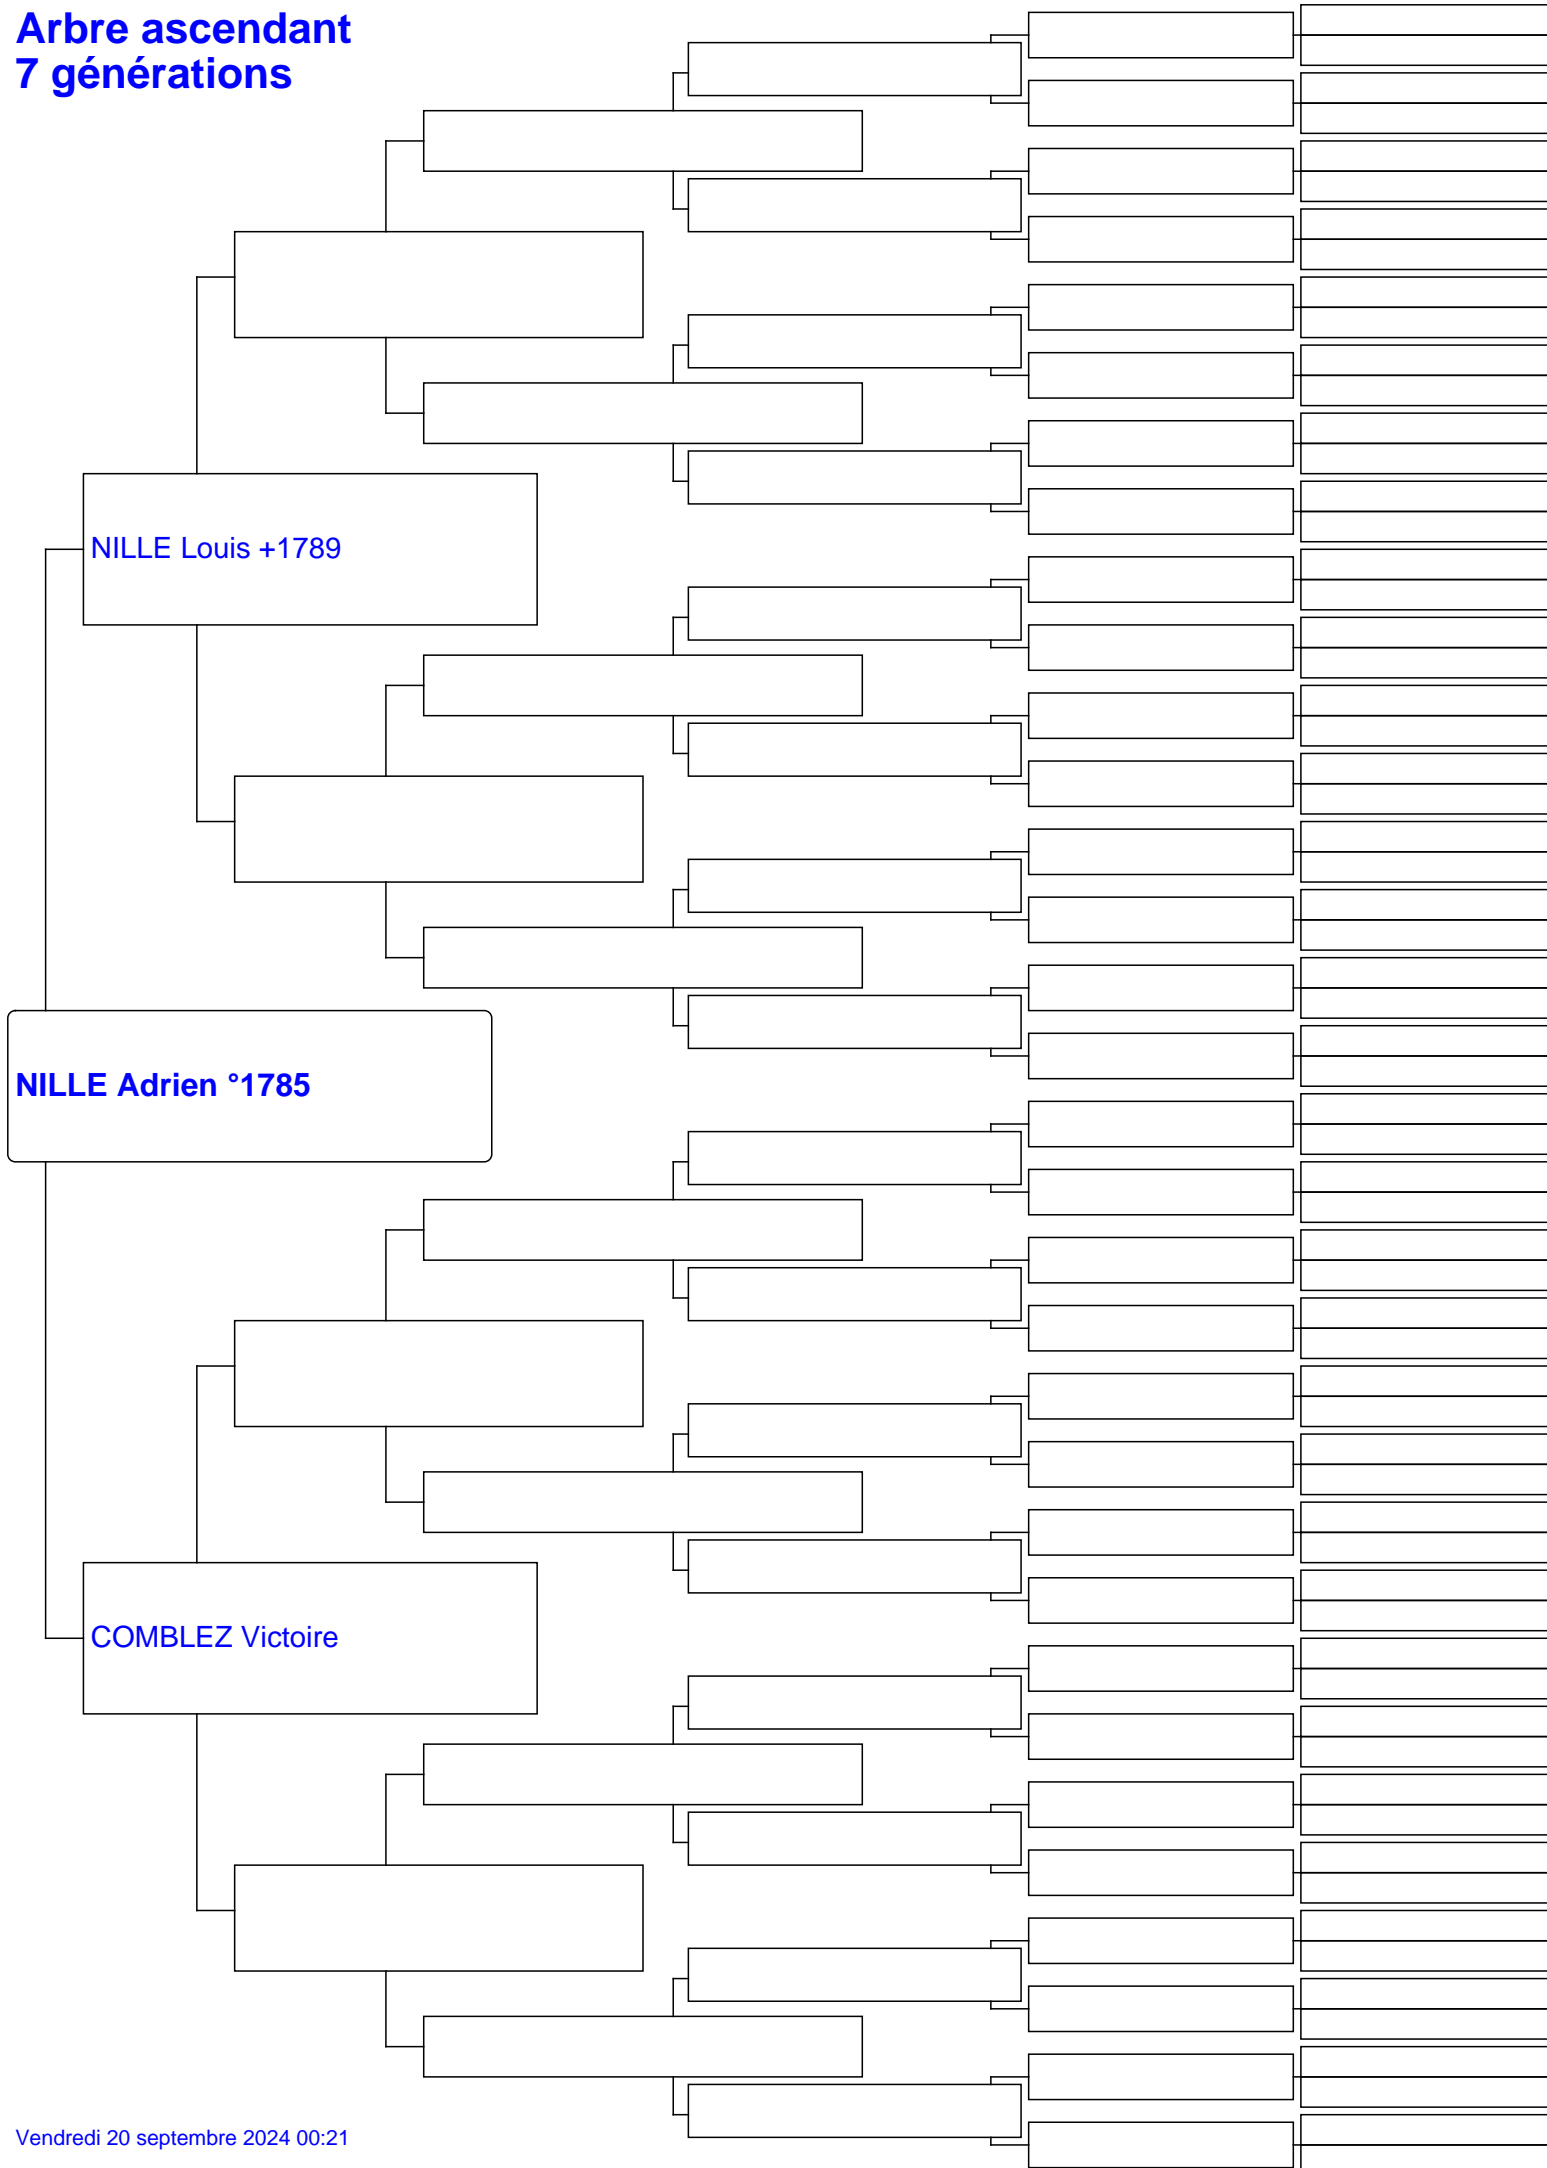 Arbre ascendant
7 générations
NILLE Louis +1789
NILLE Adrien °1785
COMBLEZ Victoire
Vendredi 20 septembre 2024 00:21